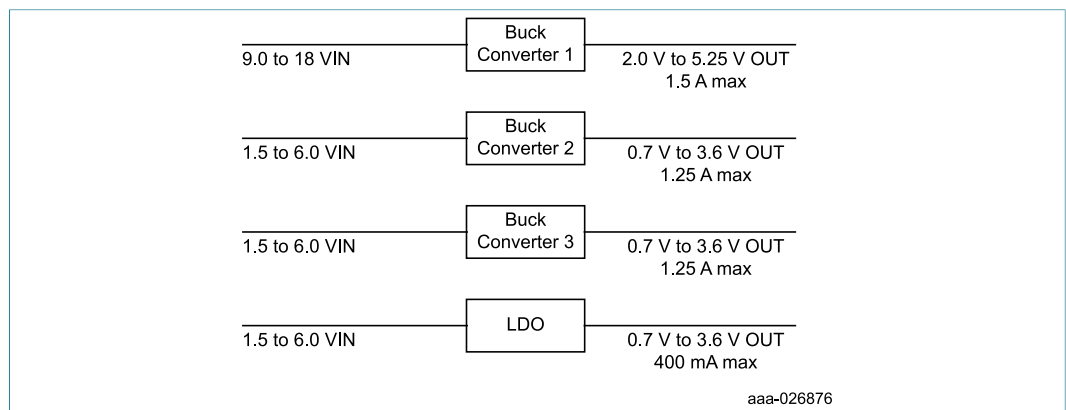 Buck
Converter 1
9.0 to 18 VIN
2.0 V to 5.25 V OUT
1.5 A max
Buck
Converter 2
1.5 to 6.0 VIN
0.7 V to 3.6 V OUT
1.25 A max
Buck
Converter 3
1.5 to 6.0 VIN
0.7 V to 3.6 V OUT
1.25 A max
LDO
1.5 to 6.0 VIN
0.7 V to 3.6 V OUT
400 mA max
aaa-026876